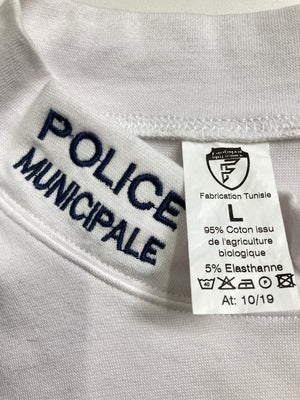 POLICE
MUNICIPALE
Fabrication Tunisie
L
95% Coton issu
de l'agriculture
biologique
5% Elasthanne
At: 10/19